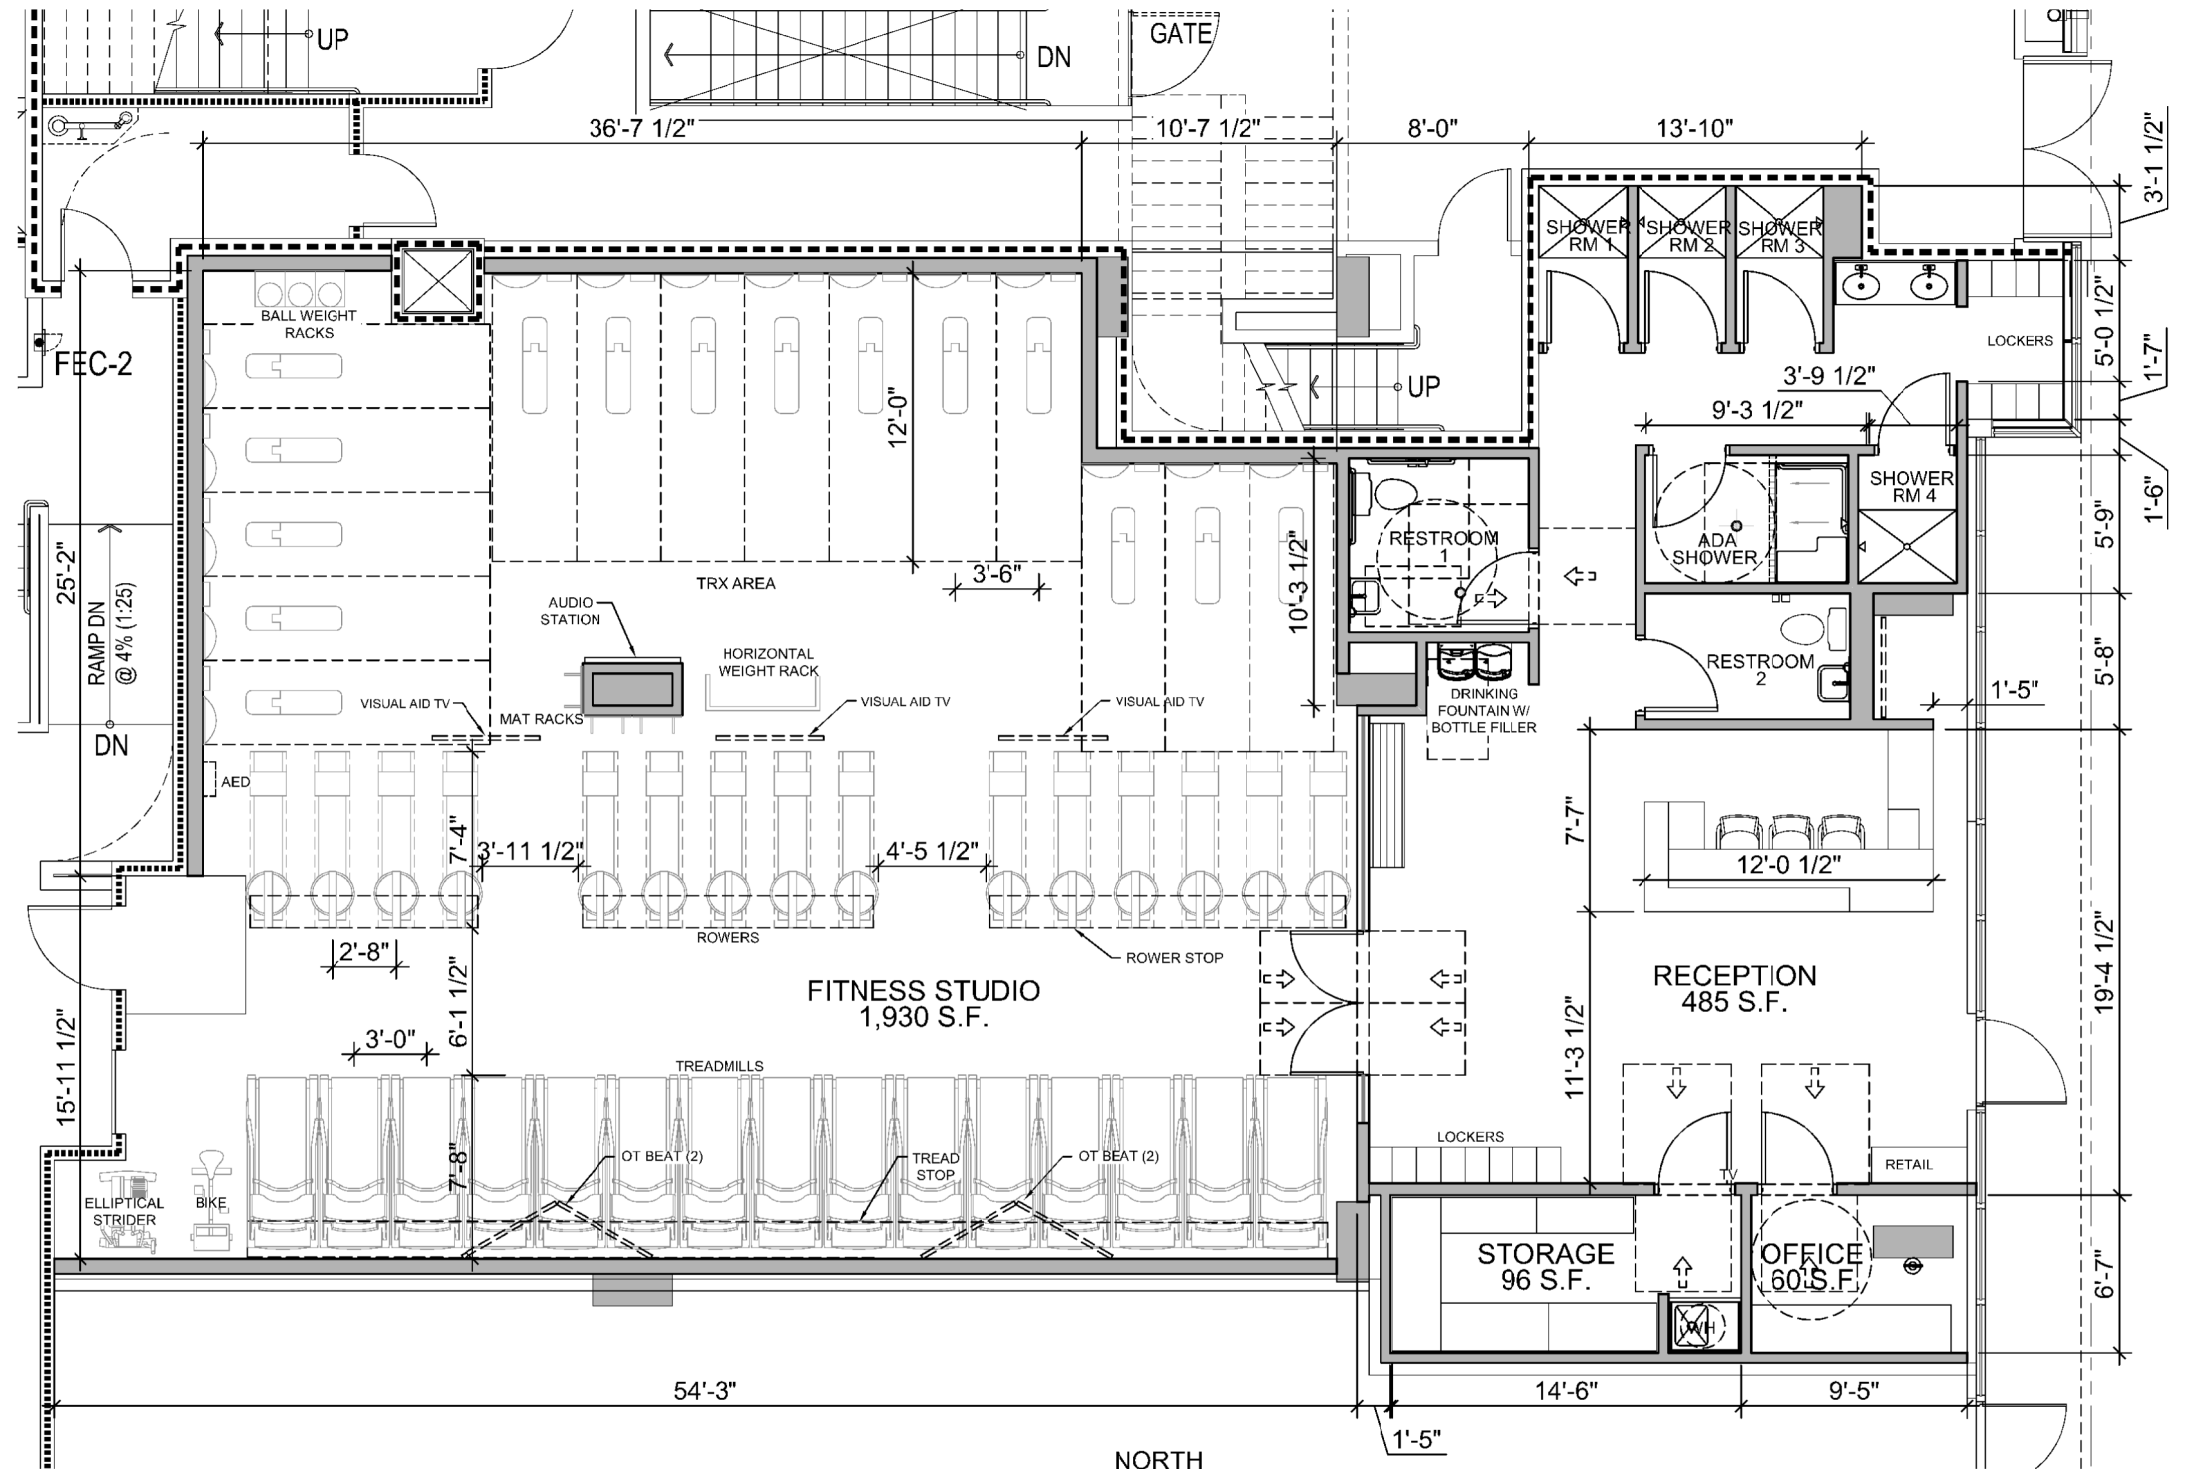 UP
DN
GATE
36'-7 1/2"
10'-7 1/2"
8'-0"
13'-10"
3'-1 1/2"
SHOWER
RM 1
SHOWER
RM 2
SHOWER
RM 3
BALL WEIGHT
RACKS
FEC-2
LOCKERS
5'-0 1/2"
1'-7"
UP
3'-9 1/2"
9'-3 1/2"
12'-0"
SHOWER
RM 4
1'-6"
RESTROOM
1
ADA
SHOWER
5'-9"
25'-2"
RAMP DN
@ 4% (1:25)
TRX AREA
3'-6"
10'-3 1/2"
AUDIO
STATION
HORIZONTAL
WEIGHT RACK
RESTROOM
2
5'-8"
1'-5"
VISUAL AID TV
MAT RACKS
VISUAL AID TV
VISUAL AID TV
DRINKING
FOUNTAIN W/
BOTTLE FILLER
DN
AED
7'-4"
3'-11 1/2"
4'-5 1/2"
7'-7"
12'-0 1/2"
ROWERS
ROWER STOP
2'-8"
FITNESS STUDIO
1,930 S.F.
RECEPTION
485 S.F.
19'-4 1/2"
6'-1 1/2"
3'-0"
15'-11 1/2"
11'-3 1/2"
TREADMILLS
LOCKERS
OT BEAT (2)
TREAD
STOP
OT BEAT (2)
7'-8"
TV
RETAIL
ELLIPTICAL
STRIDER
BIKE
STORAGE
96 S.F.
OFFICE
60 S.F.
6'-7"
WH
54'-3"
14'-6"
9'-5"
1'-5"
NORTH